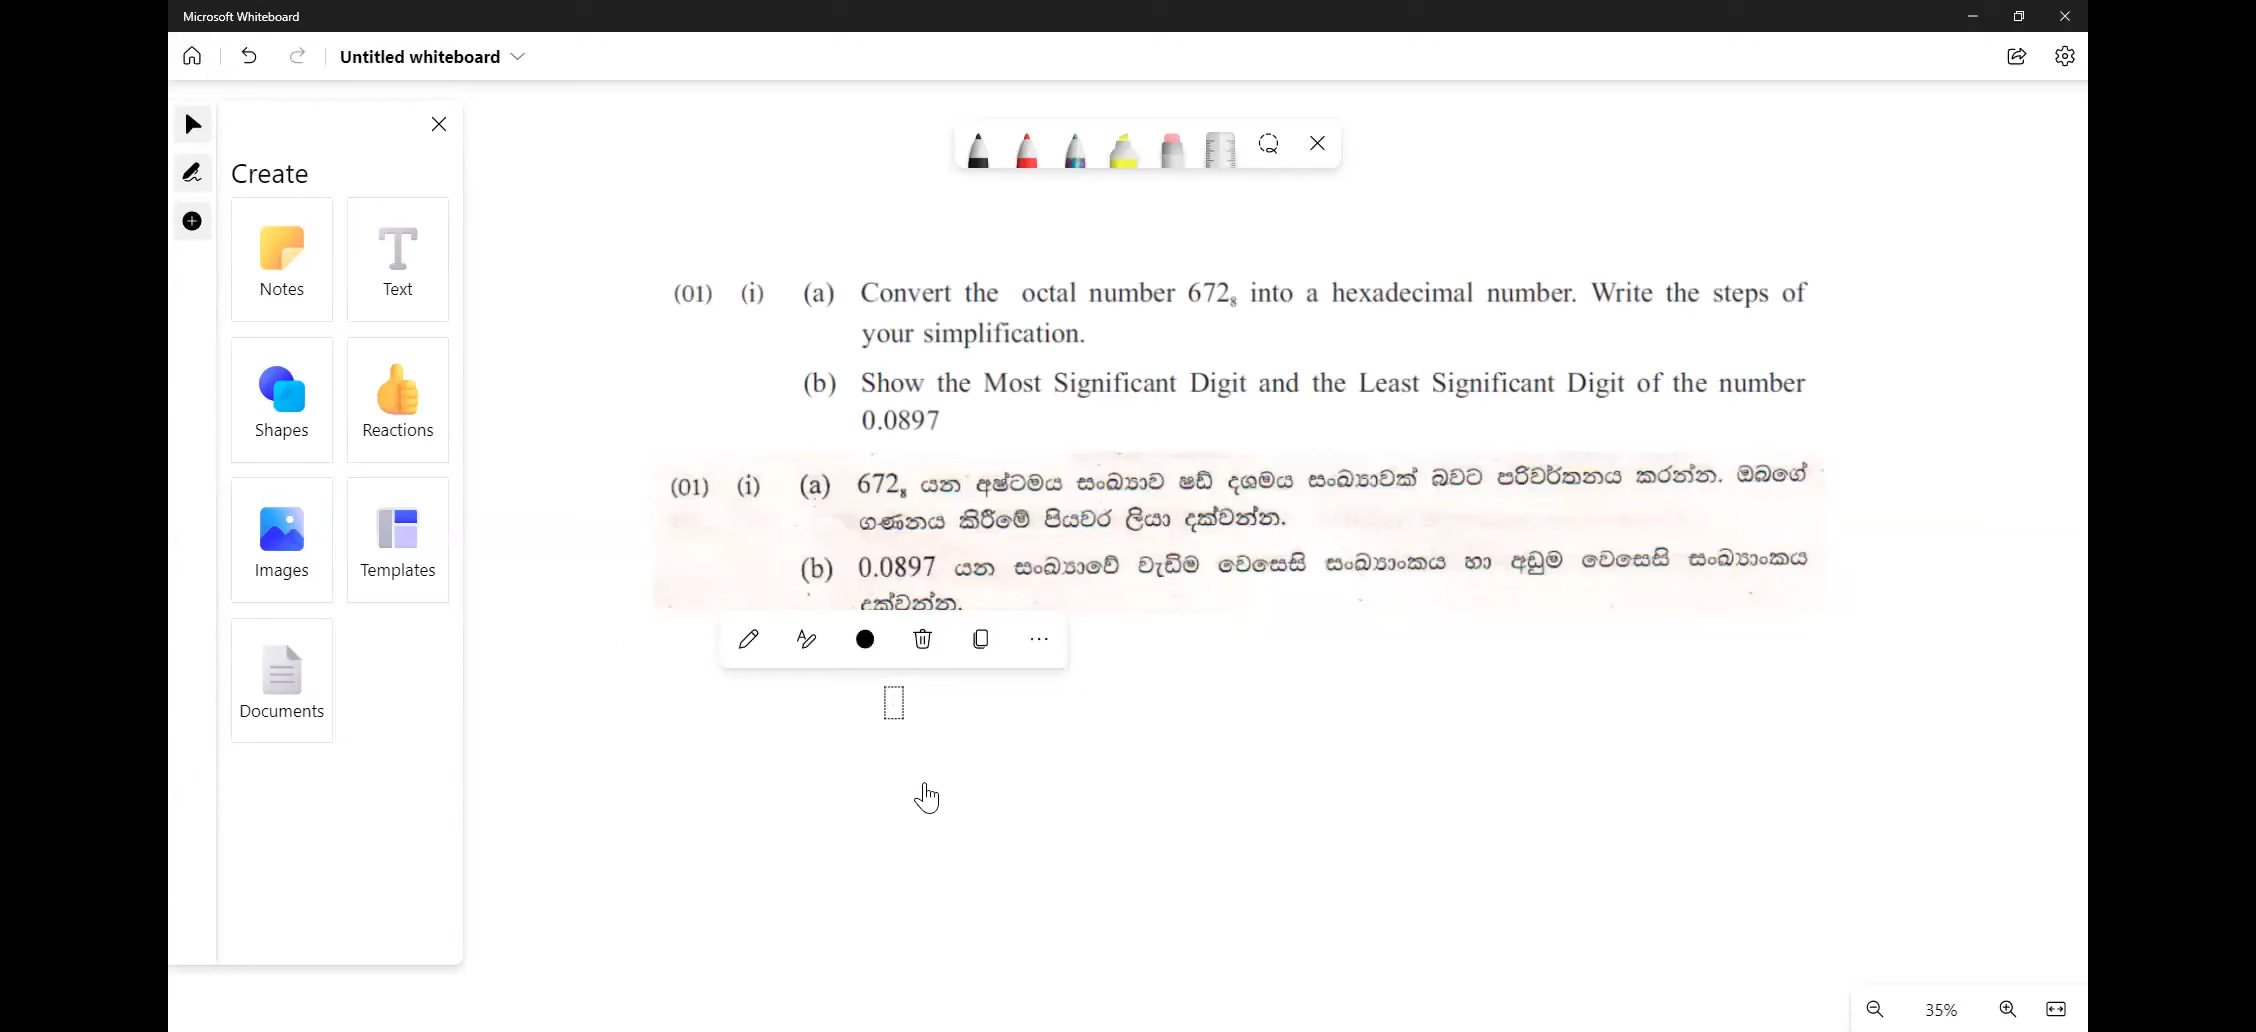 Microsoft Whiteboard
Untitled whiteboard
Create
Notes
Text
Shapes
Reactions
Images
Templates
Documents
(01) (i) (a) Convert the octal number 672₈ into a hexadecimal number. Write the steps of
your simplification.
(b) Show the Most Significant Digit and the Least Significant Digit of the number
0.0897
(01) (i) (a) 672₈ යන අෂ්ටමය සංඛ්‍යාව ෂඩ් දශමය සංඛ්‍යාවක් බවට පරිවර්තනය කරන්න. ඔබගේ
ගණනය කිරීමේ පියවර ලියා දක්වන්න.
(b) 0.0897 යන සංඛ්‍යාවේ වැඩිම වෙසෙසි සංඛ්‍යාංකය හා අඩුම වෙසෙසි සංඛ්‍යාංකය
දක්වන්න.
35%